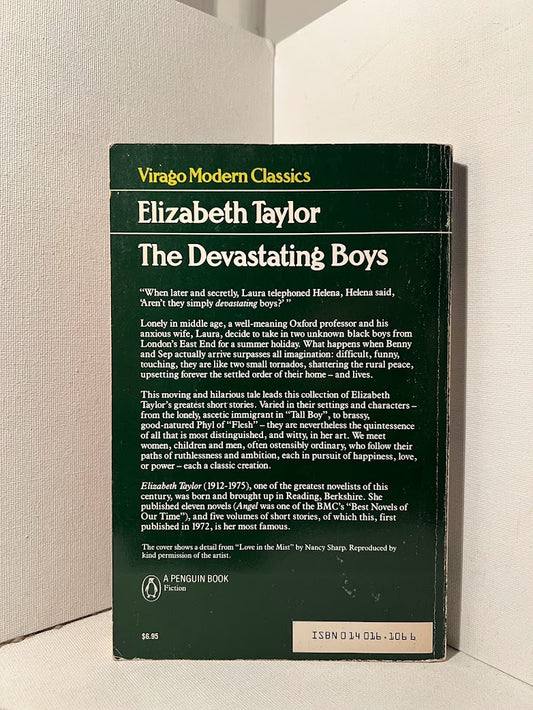 Virago Modern Classics
Elizabeth Taylor
The Devastating Boys
"When later and secretly, Laura telephoned Helena, Helena said,
'Aren't they simply devastating boys?' "
Lonely in middle age, a well-meaning Oxford professor and his
anxious wife, Laura, decide to take in two unknown black boys from
London's East End for a summer holiday. What happens when Benny
and Sep actually arrive surpasses all imagination: difficult, funny,
touching, they are like two small tornados, shattering the rural peace,
upsetting forever the settled order of their home – and lives.
This moving and hilarious tale leads this collection of Elizabeth
Taylor's greatest short stories. Varied in their settings and characters –
from the lonely, ascetic immigrant in "Tall Boy", to brassy,
good-natured Phyl of "Flesh" – they are nevertheless the quintessence
of all that is most distinguished, and witty, in her art. We meet
women, children and men, often ostensibly ordinary, who follow their
paths of ruthlessness and ambition, each in pursuit of happiness, love,
or power – each a classic creation.
Elizabeth Taylor (1912-1975), one of the greatest novelists of this
century, was born and brought up in Reading, Berkshire. She
published eleven novels (Angel was one of the BMC's "Best Novels of
Our Time"), and five volumes of short stories, of which this, first
published in 1972, is her most famous.
The cover shows a detail from "Love in the Mist" by Nancy Sharp. Reproduced by
kind permission of the artist.
A PENGUIN BOOK
Fiction
$6.95
ISBN 0 14 016.106 6